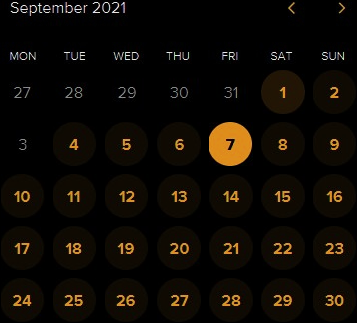 September 2021
MON TUE WED THU FRI SAT SUN
27 28 29 30 31 1 2
3 4 5 6 7 8 9
10 11 12 13 14 15 16
17 18 19 20 21 22 23
24 25 26 27 28 29 30